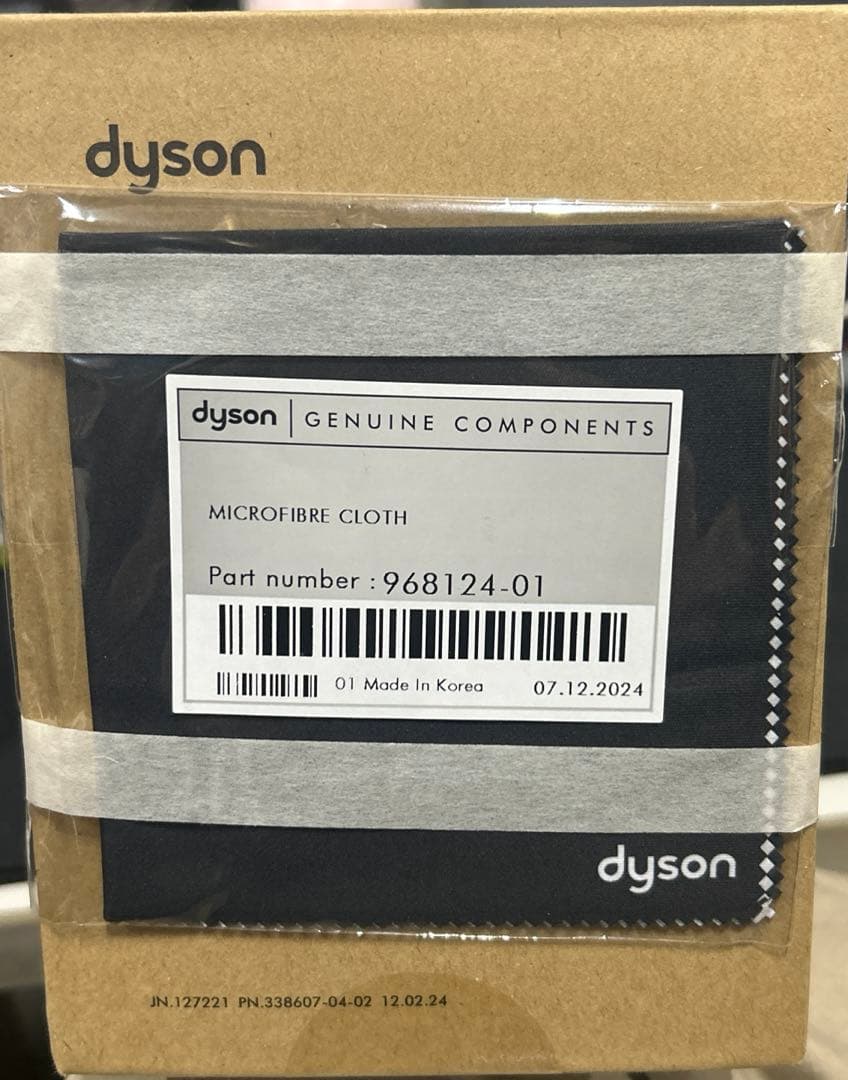 dyson
dyson | GENUINE COMPONENTS
MICROFIBRE CLOTH
Part number : 968124-01
01 Made In Korea 07.12.2024
dyson
JN.127221 PN.338607-04-02 12.02.24